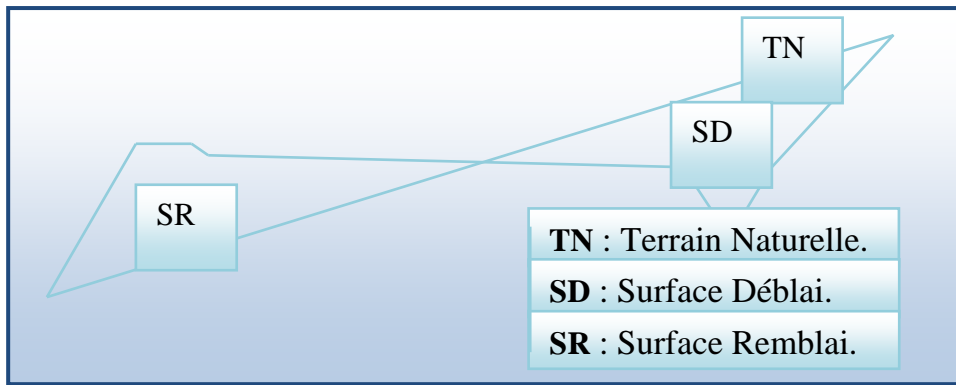 TN
SD
SR
TN : Terrain Naturelle.
SD : Surface Déblai.
SR : Surface Remblai.